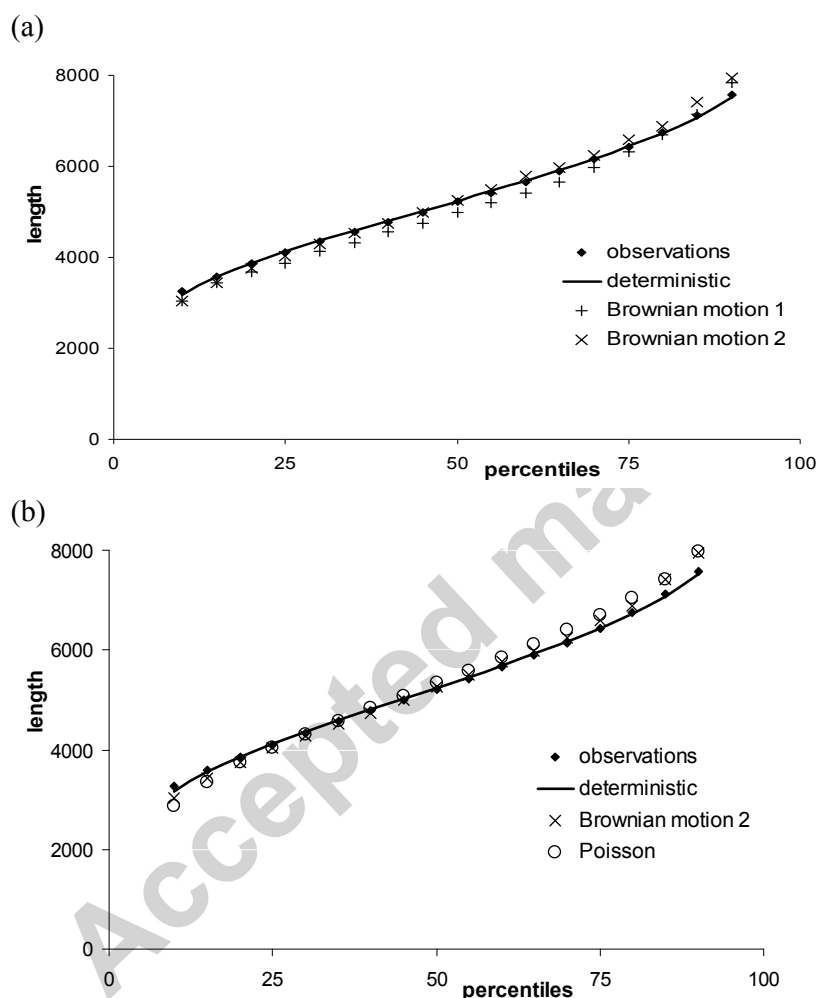 (a)
8000
6000
4000
2000
0
length
observations
deterministic
Brownian motion 1
Brownian motion 2
0
25
50
75
100
percentiles
(b)
8000
6000
4000
2000
0
length
observations
deterministic
Brownian motion 2
Poisson
0
25
50
75
100
percentiles
Accepted ma